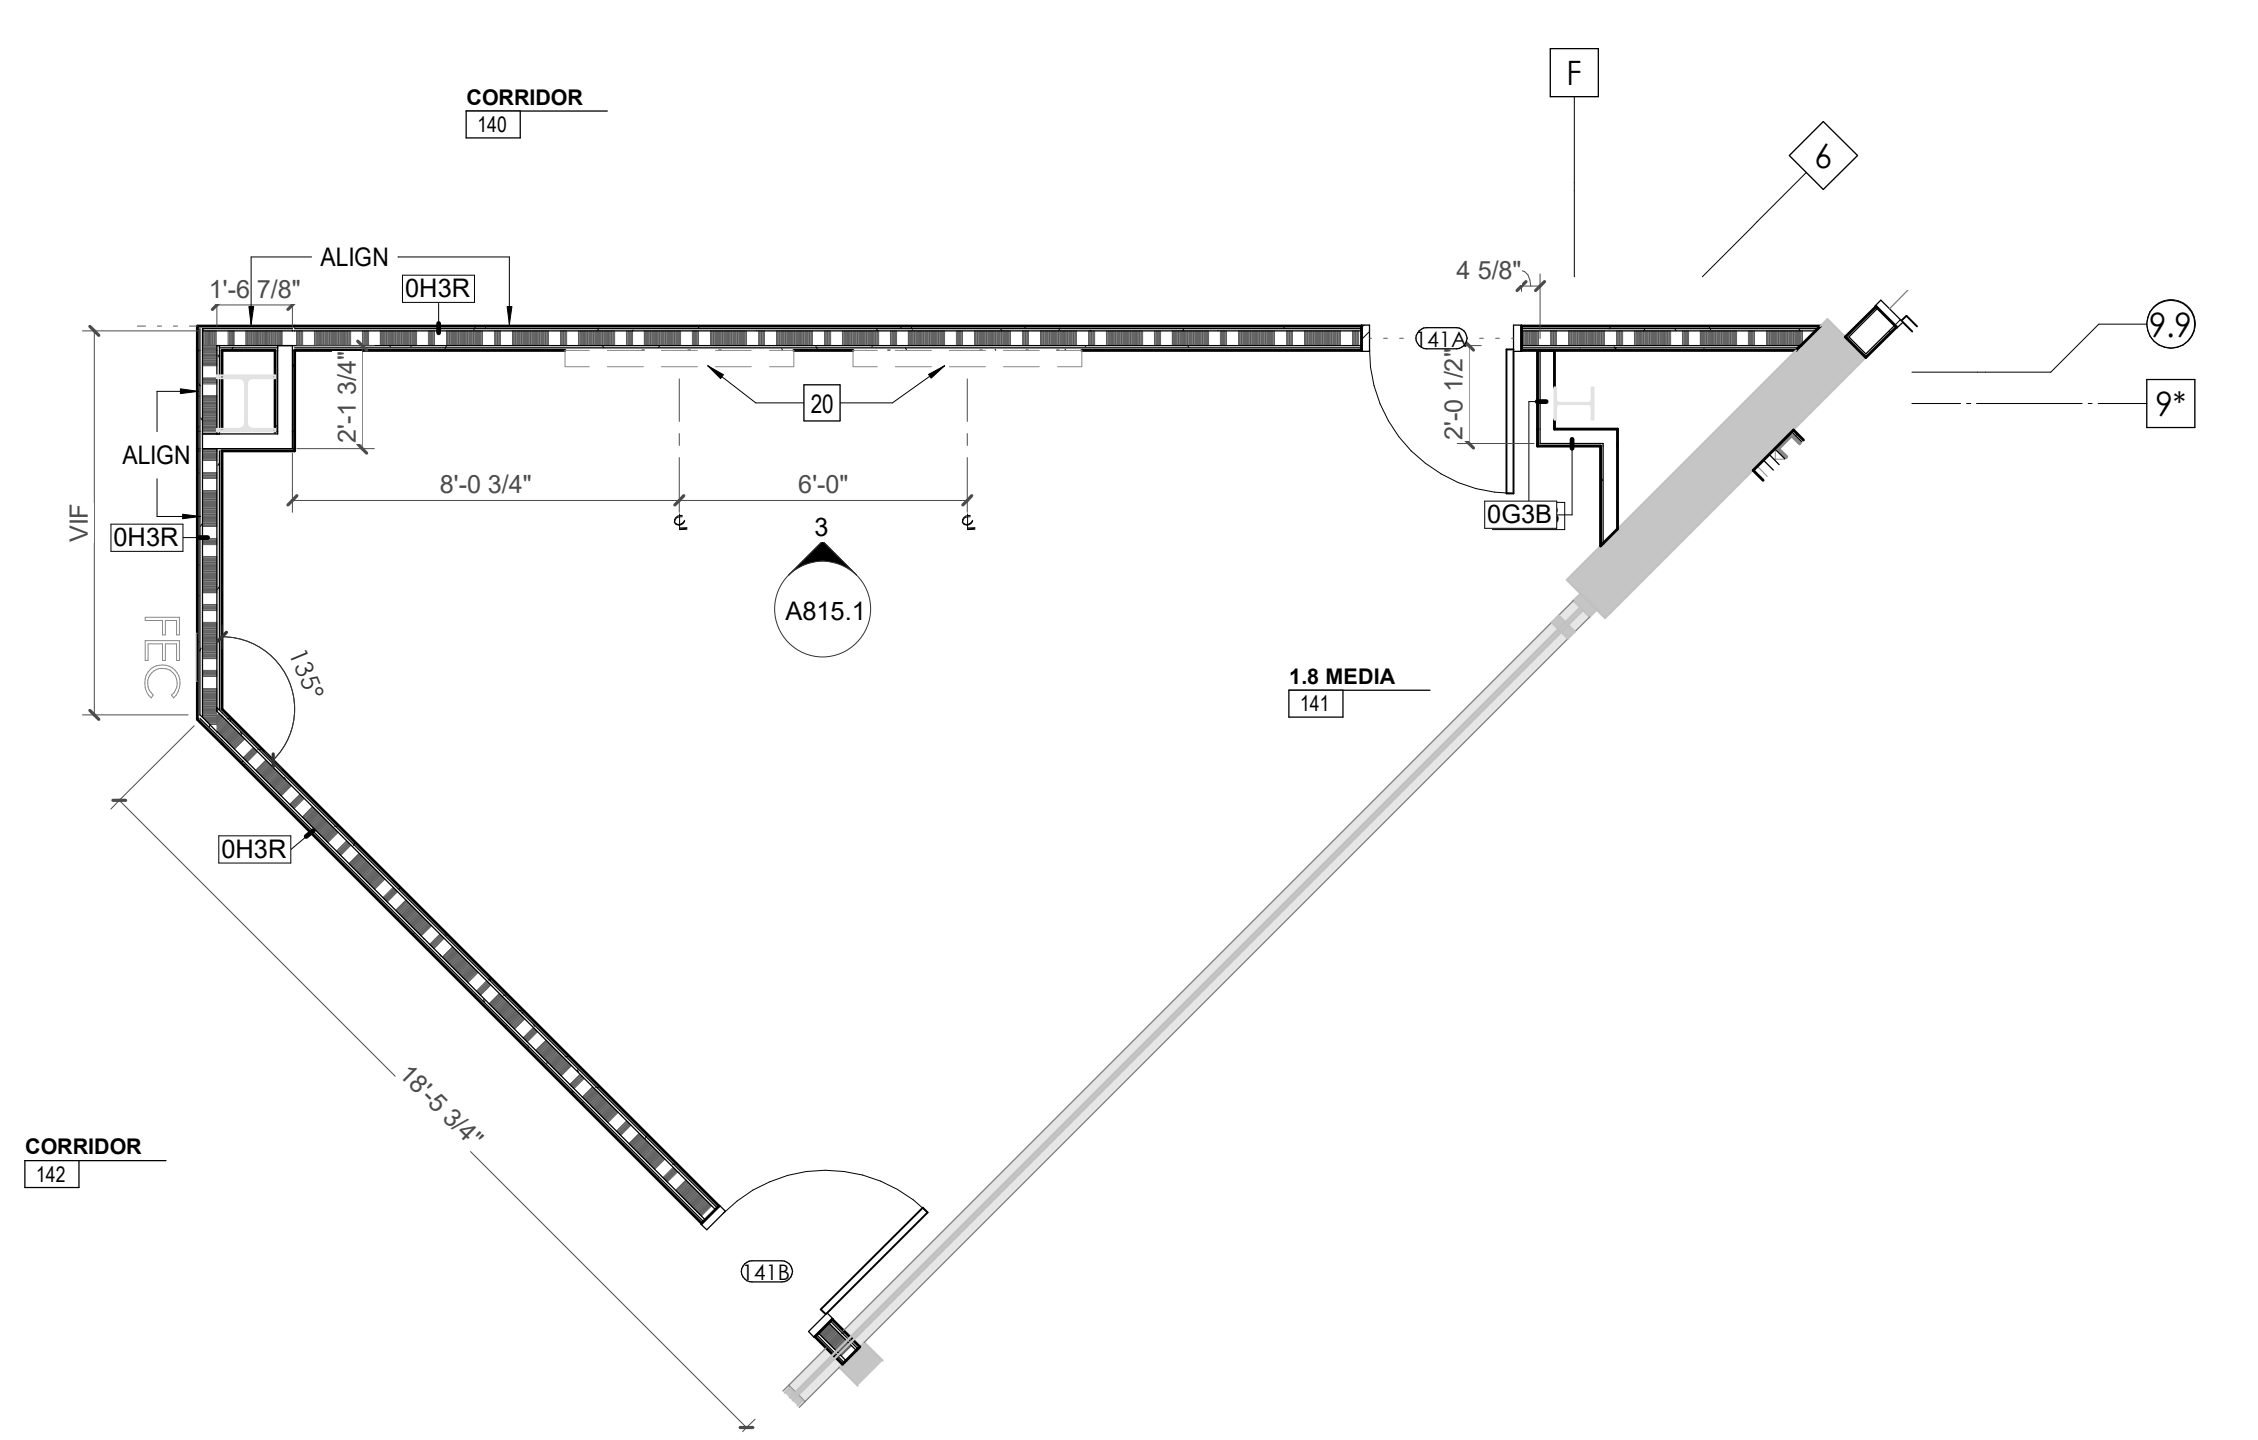 F
CORRIDOR
140
6
ALIGN
4 5/8"
1'-6 7/8"
0H3R
9.9
141A
2'-1 3/4"
20
2'-0 1/2"
9*
ALIGN
8'-0 3/4"
6'-0"
℄
℄
VIF
0H3R
3
0G3B
A815.1
FEC
135°
1.8 MEDIA
141
0H3R
18'-5 3/4"
CORRIDOR
142
141B